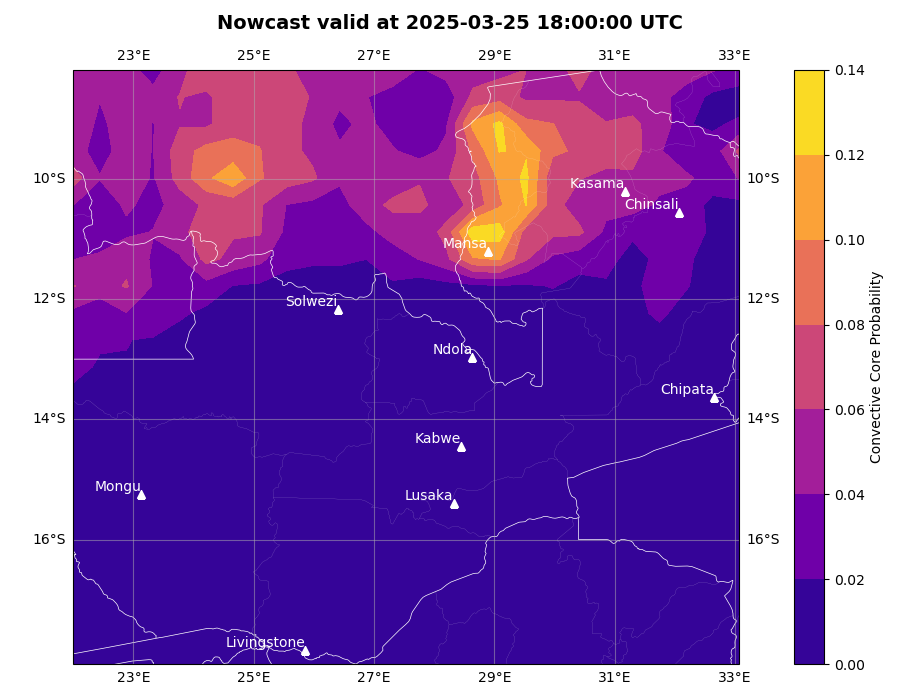 Nowcast valid at 2025-03-25 18:00:00 UTC
23°E 25°E 27°E 29°E 31°E 33°E
0.14
0.12
10°S Kasama 10°S
Chinsali
0.10
Mansa
12°S Solwezi 12°S
0.08
Ndola
Chipata
0.06
14°S 14°S
Kabwe
Mongu Lusaka
0.04
16°S 16°S
0.02
Livingstone
0.00
23°E 25°E 27°E 29°E 31°E 33°E
Convective Core Probability